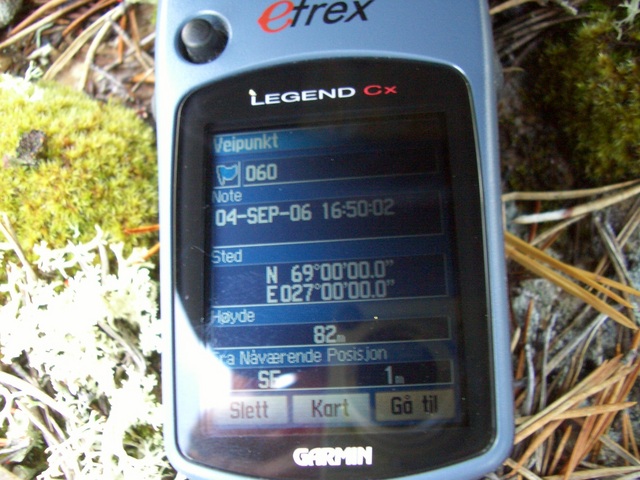 etrex
LEGEND Cx
Veipunkt
060
Note
04-SEP-06 16:50:02
Sted
N 69°00'00.0"
E027°00'00.0"
Høyde
82m
Fra Nåværende Posisjon
SE 1m
Slett Kart Gå til
GARMIN